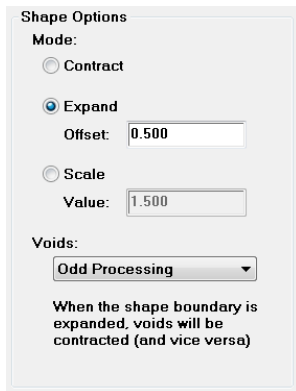 Shape Options
Mode:
Contract
Expand
Offset: 0.500
Scale
Value: 1.500
Voids:
Odd Processing
When the shape boundary is
expanded, voids will be
contracted (and vice versa)